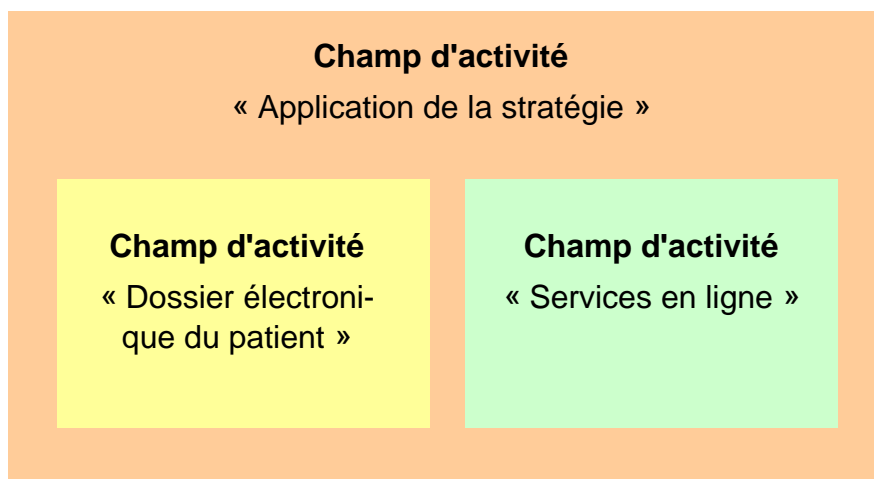 Champ d'activité
« Application de la stratégie »
Champ d'activité
« Dossier électroni-
que du patient »
Champ d'activité
« Services en ligne »